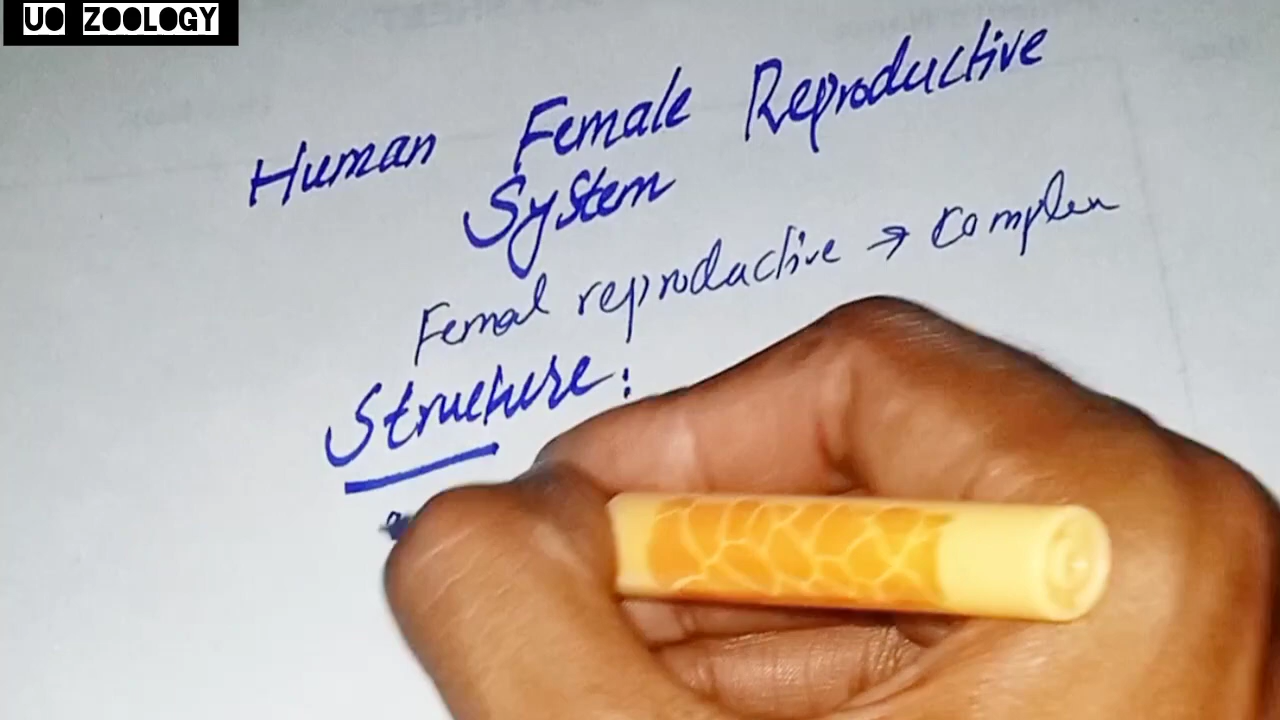 UO ZOOLOGY
Human Female Reproductive
System
Femal reproductive → complex
Structure: